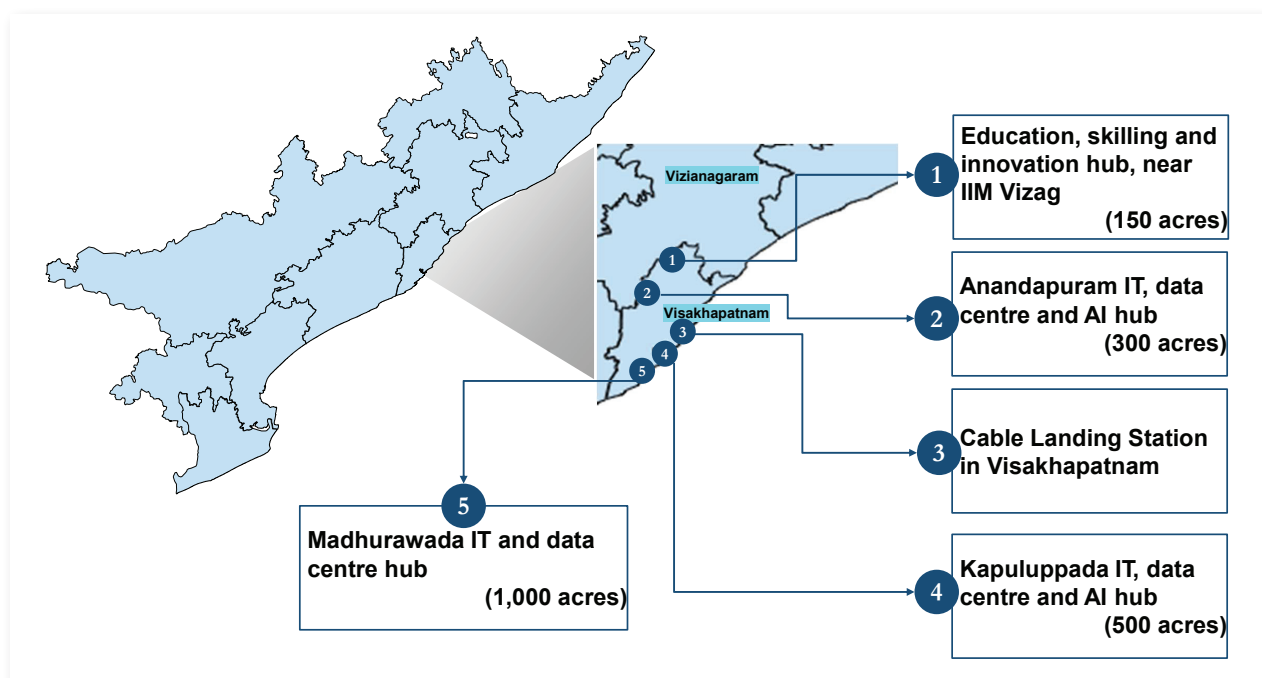 Vizianagaram
1
2
Visakhapatnam
3
4
5
1
Education, skilling and
innovation hub, near
IIM Vizag
(150 acres)
2
Anandapuram IT, data
centre and AI hub
(300 acres)
3
Cable Landing Station
in Visakhapatnam
4
Kapuluppada IT, data
centre and AI hub
(500 acres)
5
Madhurawada IT and data
centre hub
(1,000 acres)